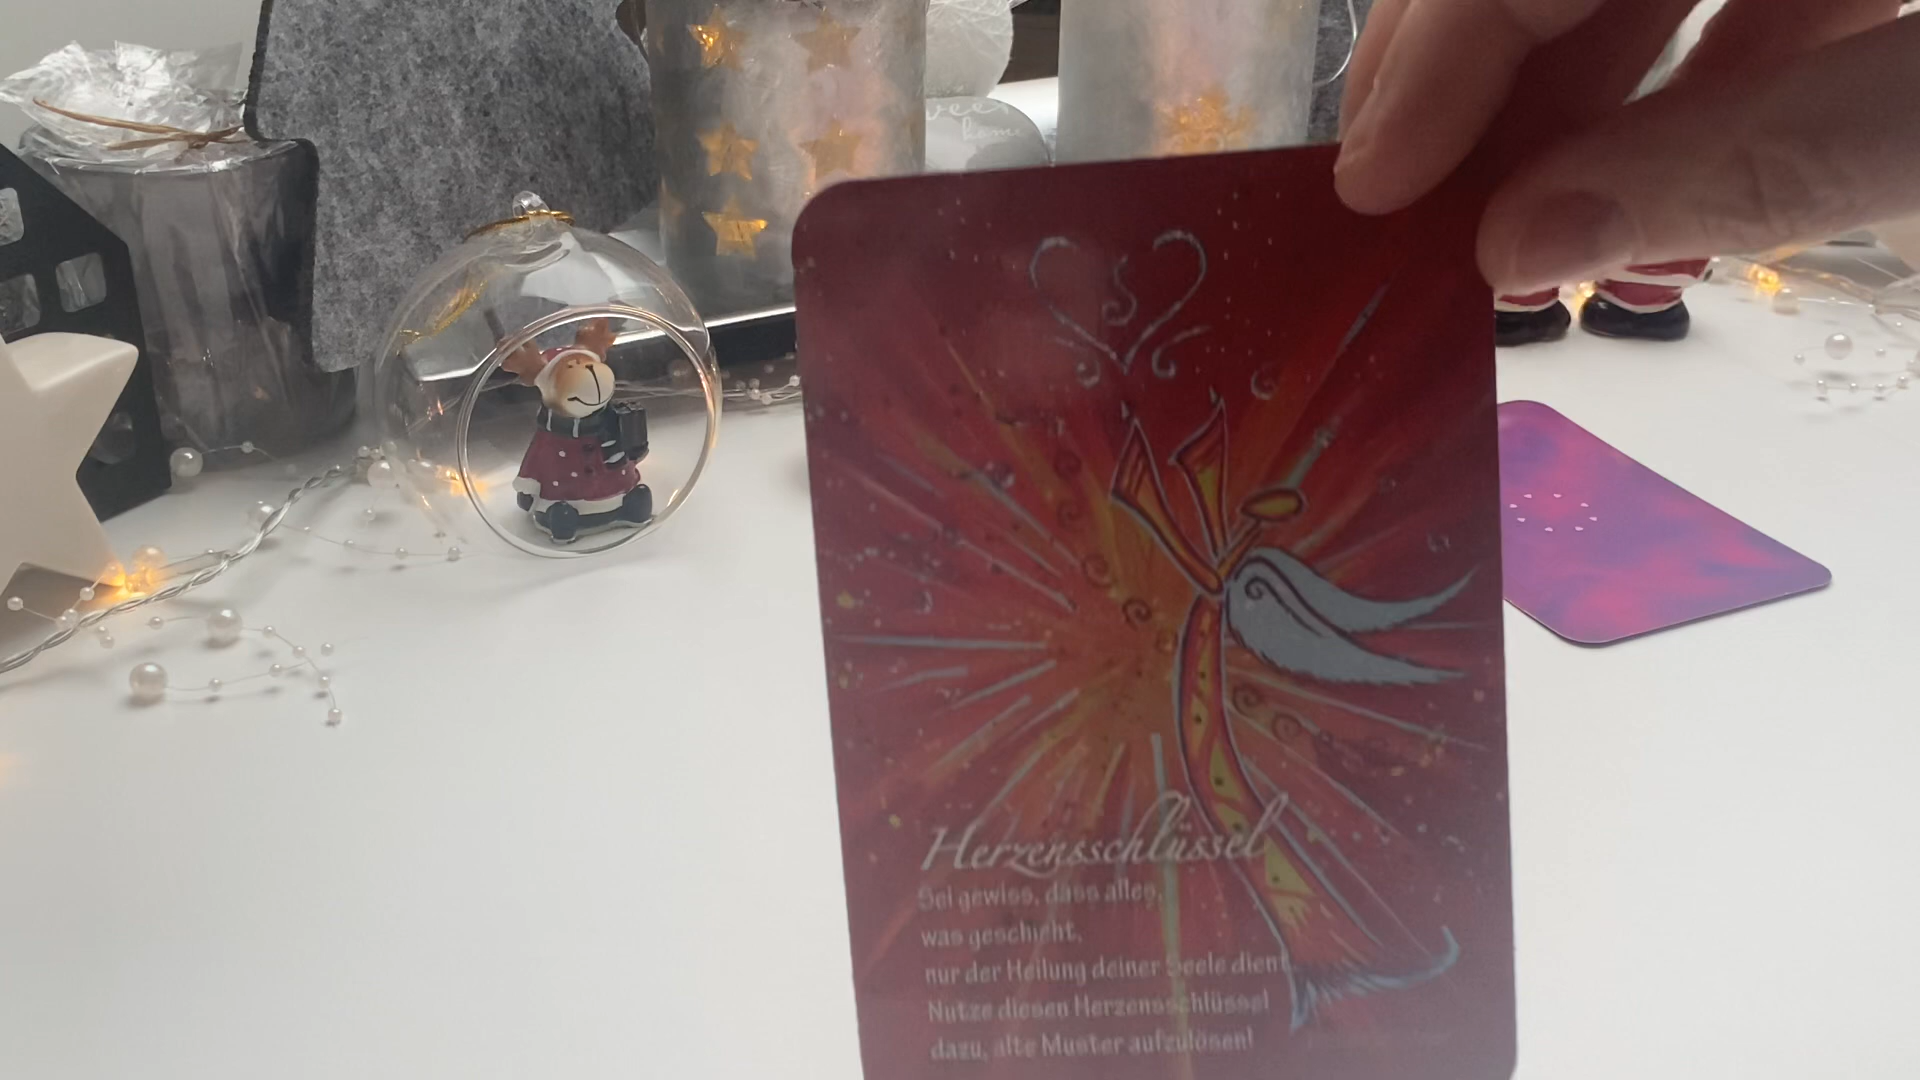 home
Herzensschlüssel
Sei gewiss, dass alles,
was geschieht,
nur der Heilung deiner Seele dient.
Nutze diesen Herzensschlüssel
dazu, alte Muster aufzulösen!